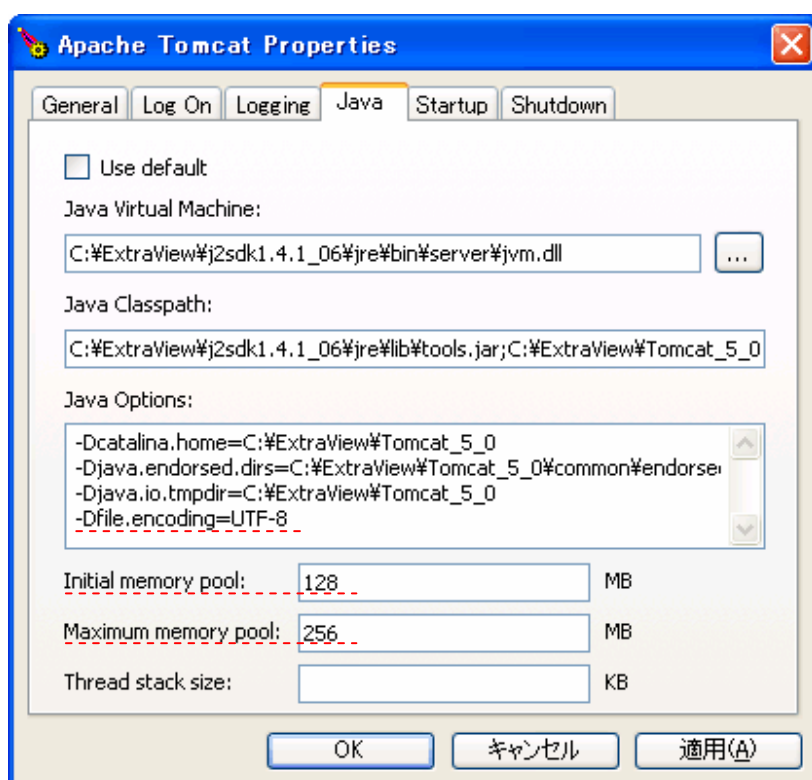 Apache Tomcat Properties
General Log On Logging Java Startup Shutdown
Use default
Java Virtual Machine:
C:¥ExtraView¥j2sdk1.4.1_06¥jre¥bin¥server¥jvm.dll ...
Java Classpath:
C:¥ExtraView¥j2sdk1.4.1_06¥jre¥lib¥tools.jar;C:¥ExtraView¥Tomcat_5_0
Java Options:
-Dcatalina.home=C:¥ExtraView¥Tomcat_5_0
-Djava.endorsed.dirs=C:¥ExtraView¥Tomcat_5_0¥common¥endorsed
-Djava.io.tmpdir=C:¥ExtraView¥Tomcat_5_0
-Dfile.encoding=UTF-8
Initial memory pool: 128 MB
Maximum memory pool: 256 MB
Thread stack size: KB
OK キャンセル 適用(A)